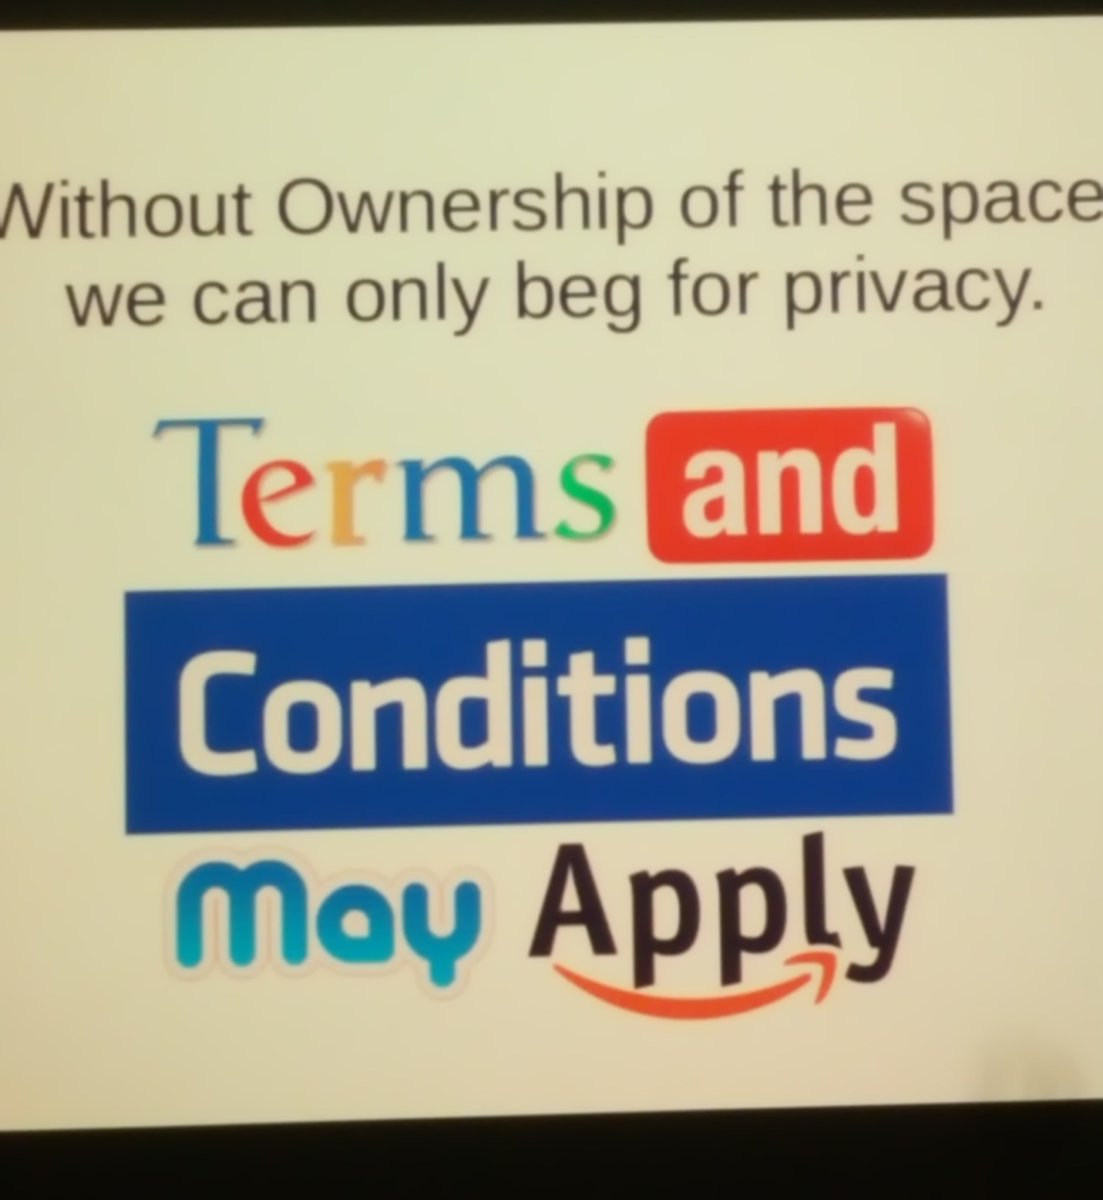 Without Ownership of the space
we can only beg for privacy.
Terms and
Conditions
May Apply